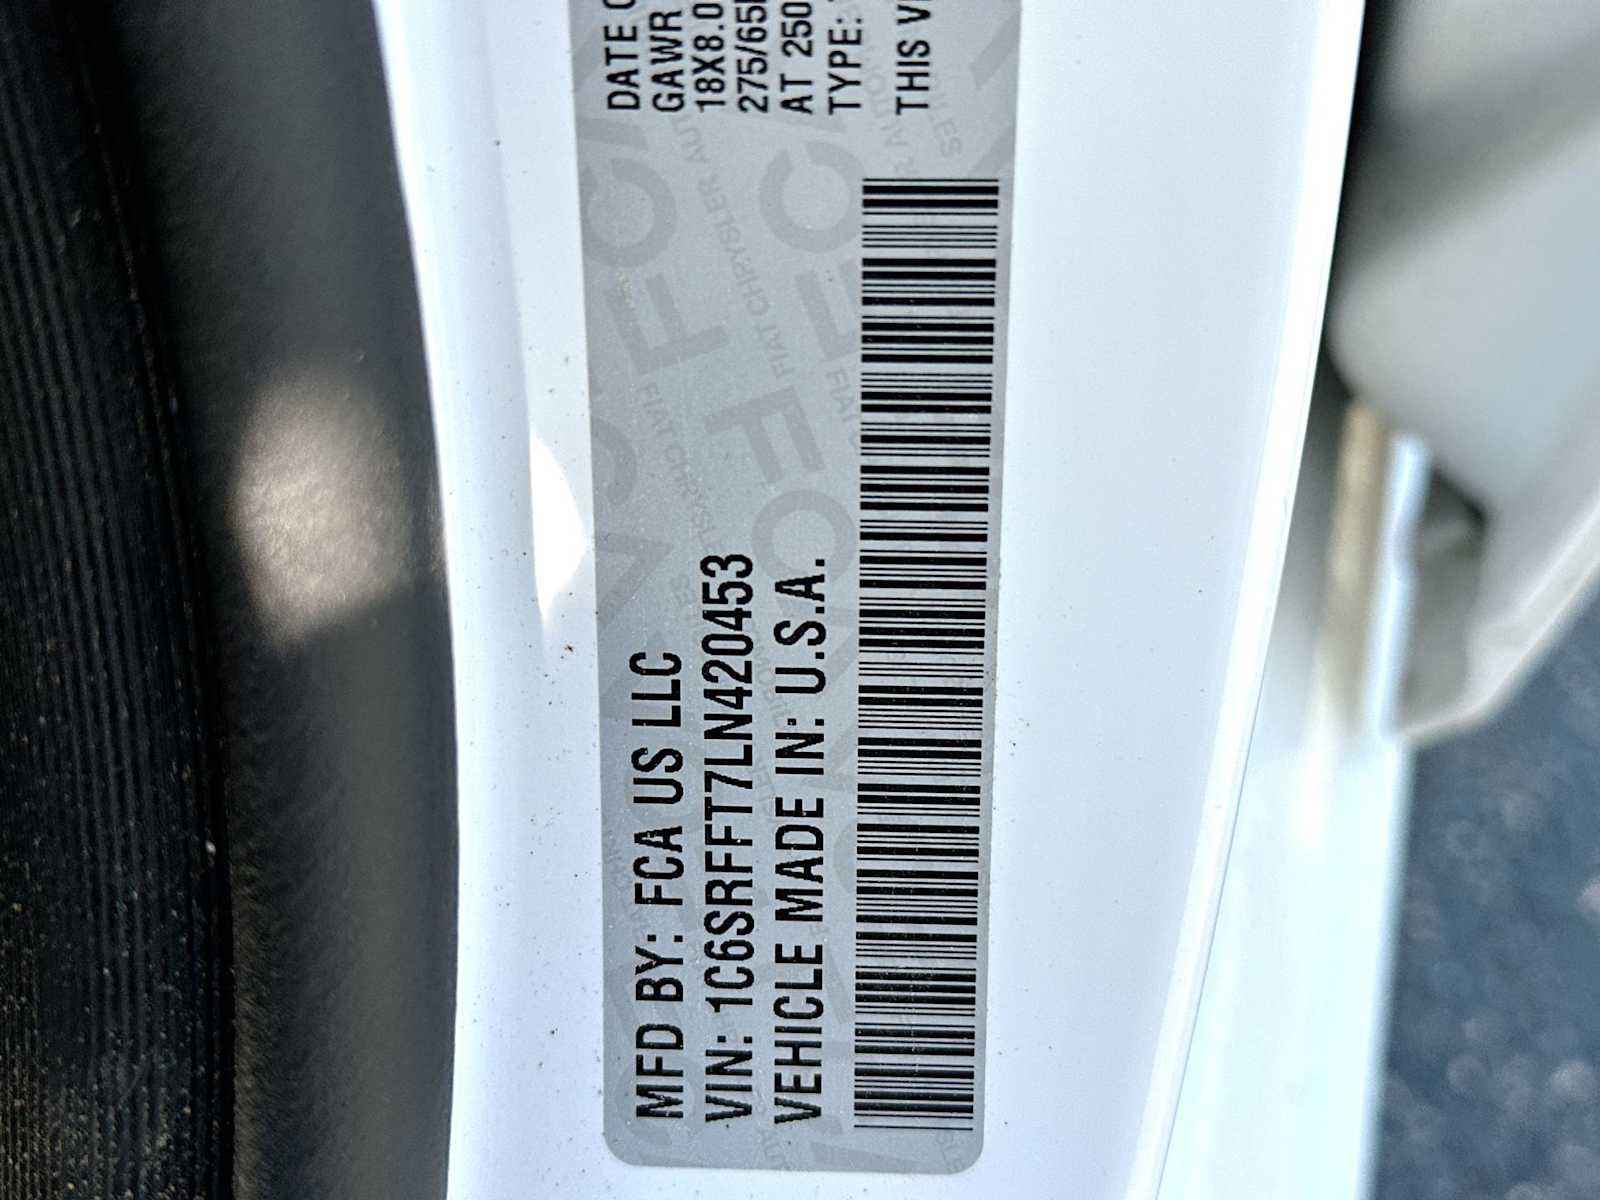 MFD BY: FCA US LLC
VIN: 1C6SRFFT7LN420453
VEHICLE MADE IN: U.S.A.
DATE O
GAWR
18X8.0
275/65
AT 250
TYPE:
THIS VE